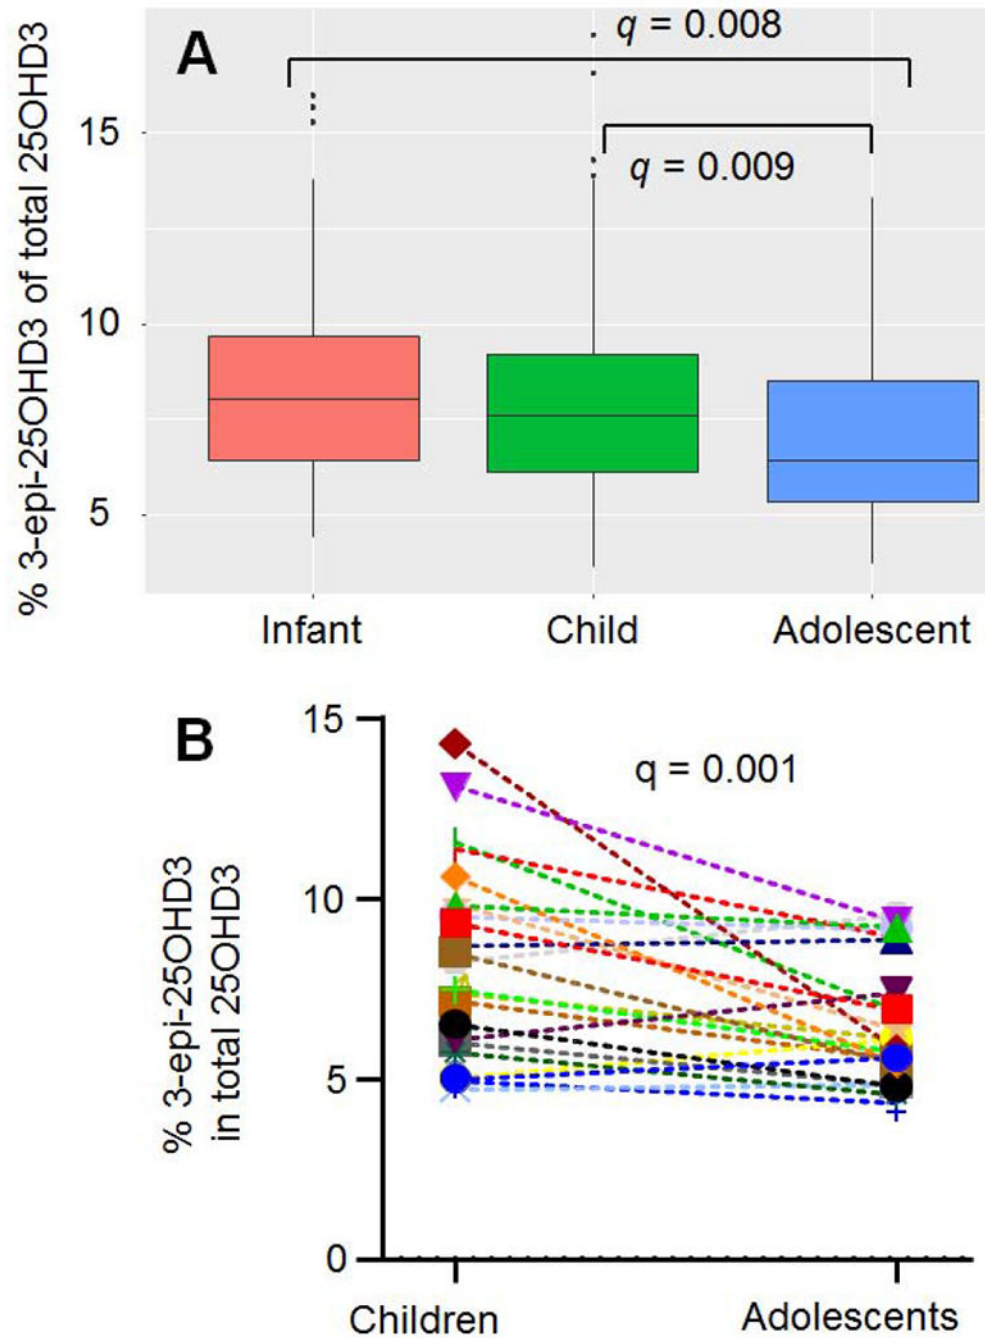 A
q = 0.008
q = 0.009
% 3-epi-25OHD3 of total 25OHD3
15
10
5
Infant Child Adolescent
B
q = 0.001
% 3-epi-25OHD3
in total 25OHD3
15
10
5
0
Children Adolescents